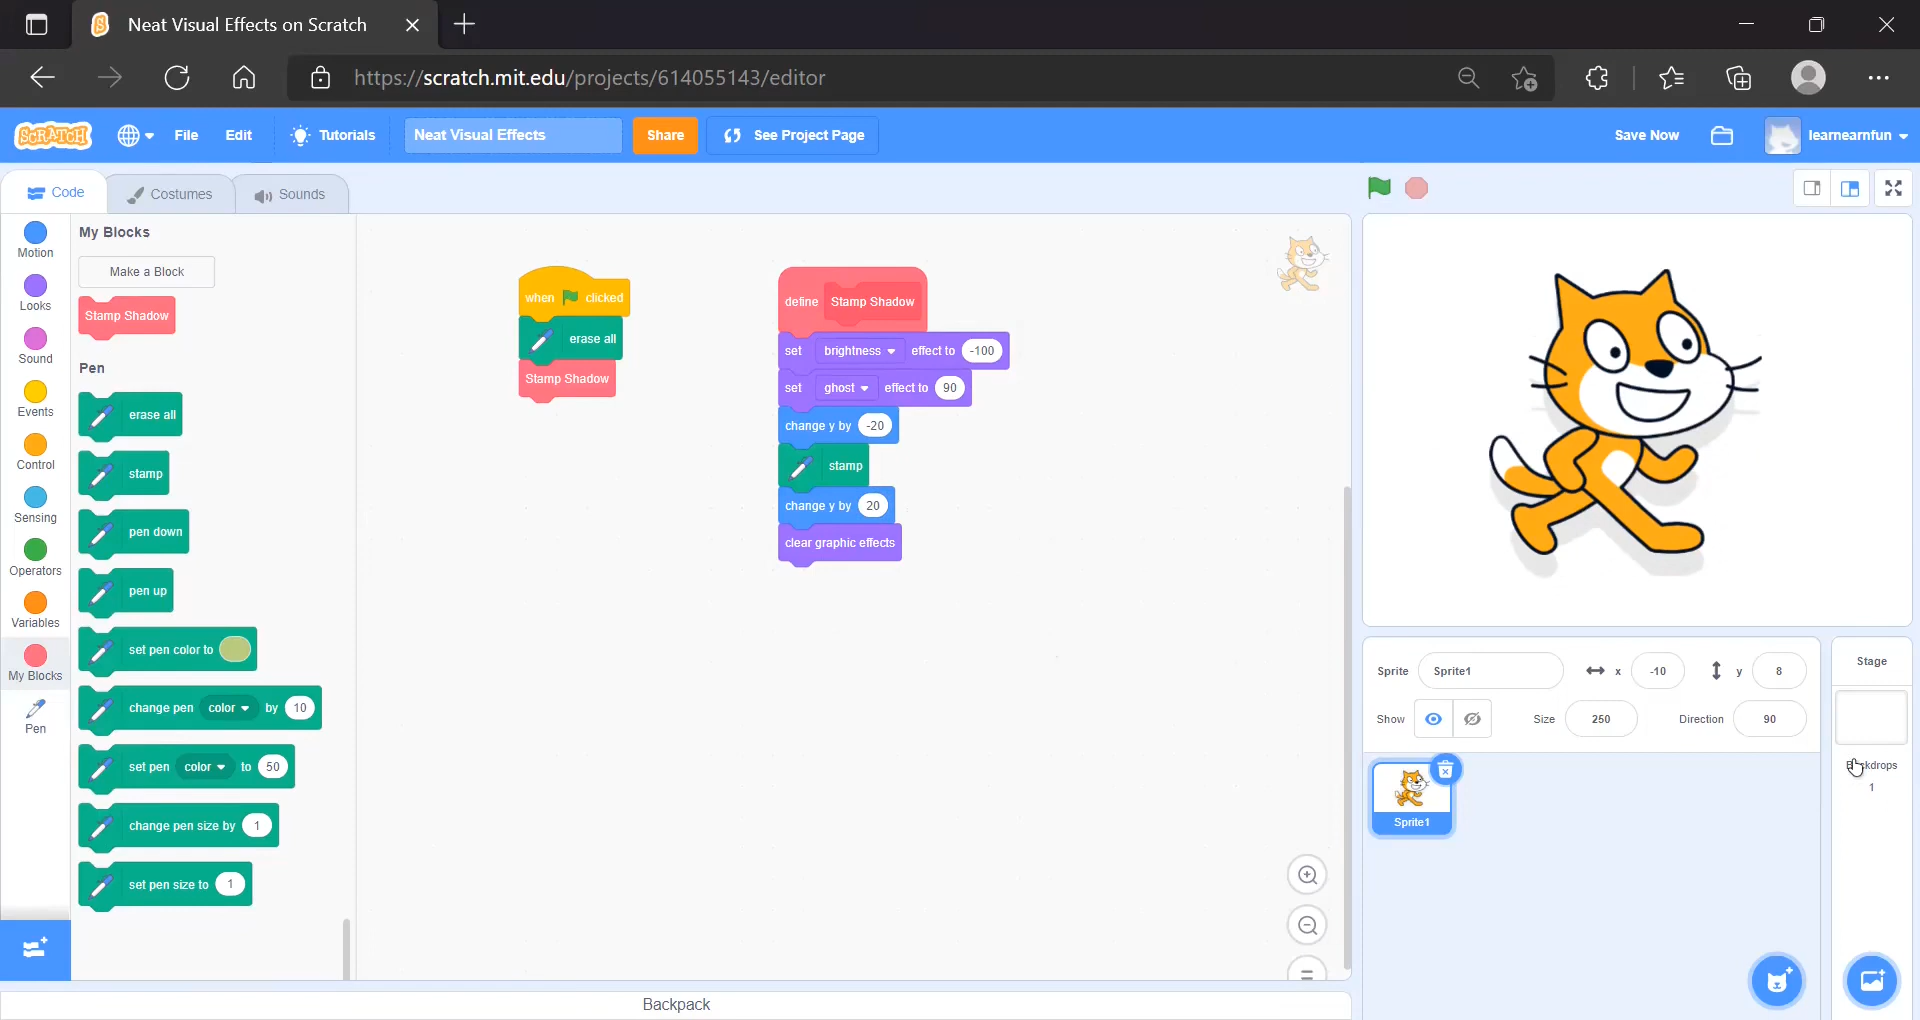 Neat Visual Effects on Scratch
https://scratch.mit.edu/projects/614055143/editor
SCRATCH File Edit Tutorials Neat Visual Effects Share See Project Page Save Now learnearnfun
Code Costumes Sounds
Motion
Looks
Sound
Events
Control
Sensing
Operators
Variables
My Blocks
Pen
My Blocks
Make a Block
Stamp Shadow
Pen
erase all
stamp
pen down
pen up
set pen color to
change pen color by 10
set pen color to 50
change pen size by 1
set pen size to 1
when clicked
erase all
Stamp Shadow
define Stamp Shadow
set brightness effect to -100
set ghost effect to 90
change y by -20
stamp
change y by 20
clear graphic effects
Sprite Sprite1 x -10 y 8
Show Size 250 Direction 90
Sprite1
Stage
1
Backpack